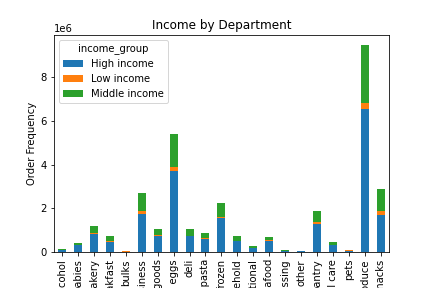 Income by Department
1e6
income_group
High income
Low income
Middle income
8
6
4
2
0
Order Frequency
cohol
abies
akery
kfast
bulks
iness
goods
eggs
deli
pasta
rozen
ehold
tional
afood
ssing
other
antry
l care
pets
oduce
nacks